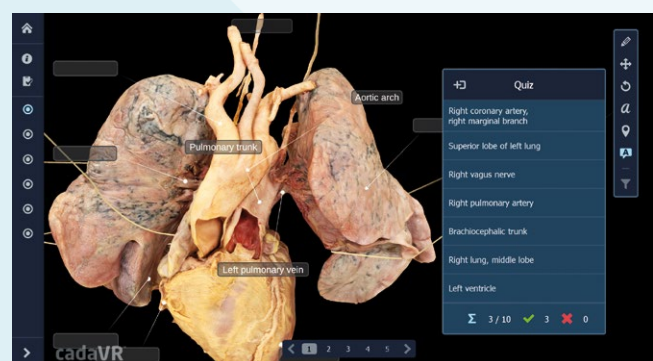 Aortic arch
Pulmonary trunk
Left pulmonary vein
Quiz
Right coronary artery,
right marginal branch
Superior lobe of left lung
Right vagus nerve
Right pulmonary artery
Brachiocephalic trunk
Right lung, middle lobe
Left ventricle
Σ 3 / 10 3 0
a
A
cadaVR
1 2 3 4 5